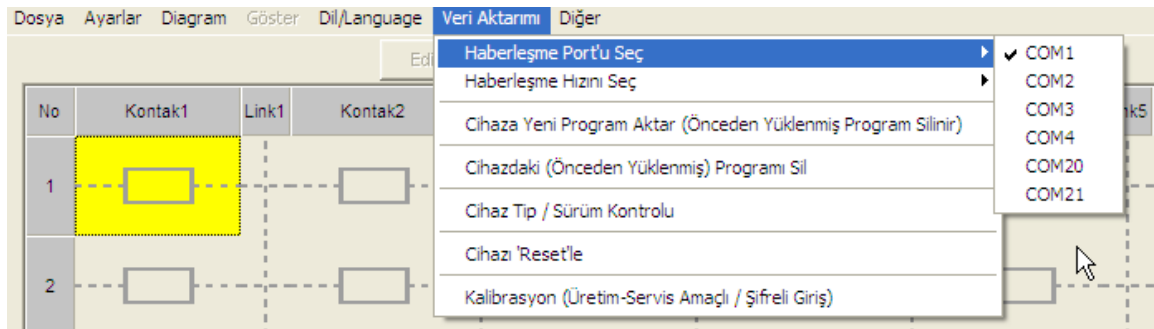 Dosya Ayarlar Diagram Göster Dil/Language Veri Aktarımı Diğer
Haberleşme Port'u Seç
COM1
Haberleşme Hızını Seç
COM2
COM3
No Kontak1 Link1 Kontak2
Cihaza Yeni Program Aktar (Önceden Yüklenmiş Program Silinir)
COM4
Cihazdaki (Önceden Yüklenmiş) Programı Sil
COM20
1
COM21
Cihaz Tip / Sürüm Kontrolu
Cihazı 'Reset'le
2
Kalibrasyon (Üretim-Servis Amaçlı / Şifreli Giriş)